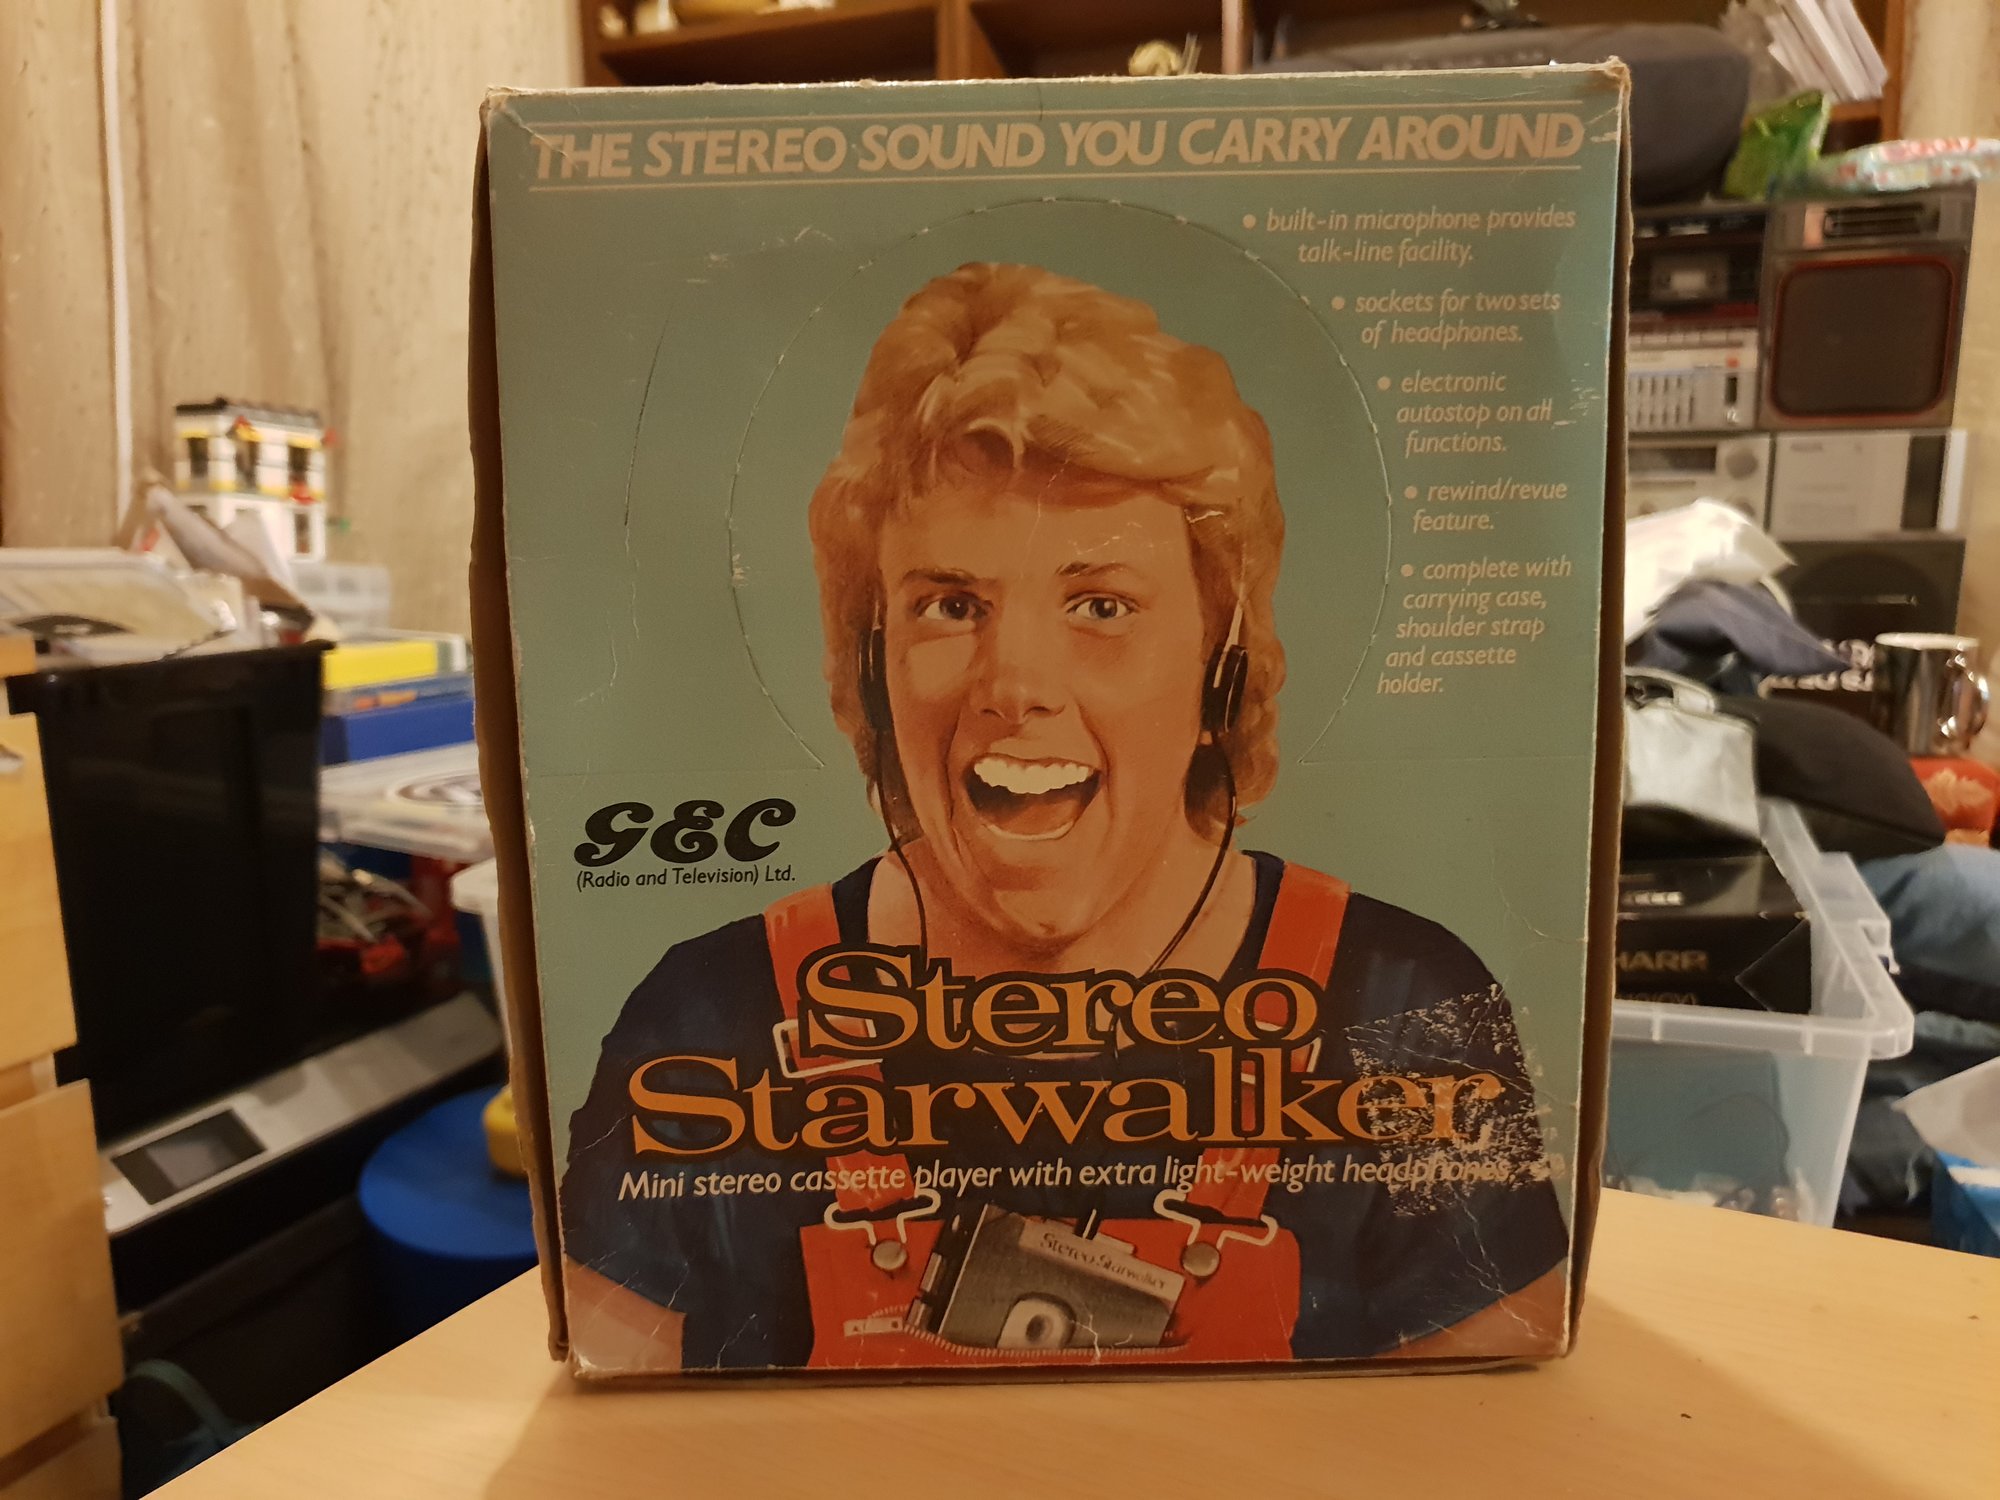 THE STEREO SOUND YOU CARRY AROUND
• built-in microphone provides
talk-line facility.
• sockets for two sets
of headphones.
• electronic
autostop on all
functions.
• rewind/revue
feature.
• complete with
carrying case,
shoulder strap
and cassette
holder.
GEC
(Radio and Television) Ltd.
Stereo
Starwalker
Mini stereo cassette player with extra light-weight headphones.
Stereo Starwalker
HARP